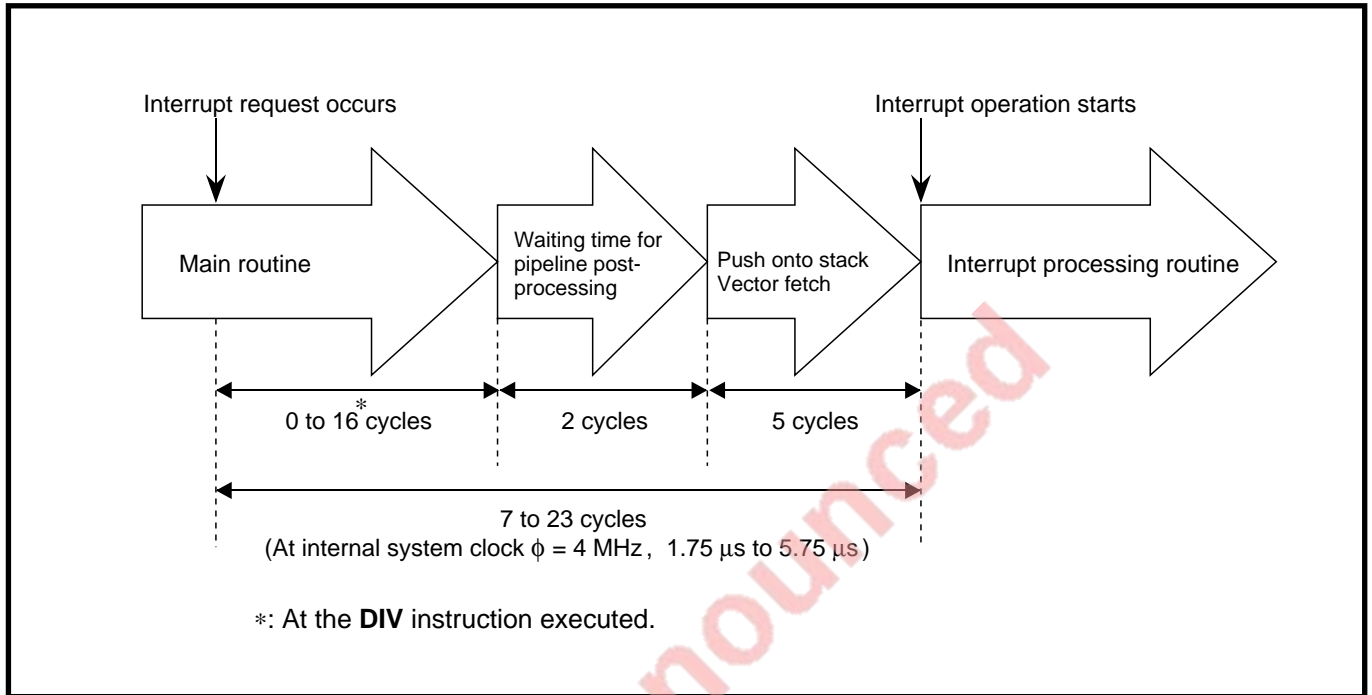 Interrupt request occurs
Interrupt operation starts
Main routine
Waiting time for
pipeline post-
processing
Push onto stack
Vector fetch
Interrupt processing routine
0 to 16* cycles
2 cycles
5 cycles
7 to 23 cycles
(At internal system clock ϕ = 4 MHz , 1.75 μs to 5.75 μs)
*: At the DIV instruction executed.
nounced